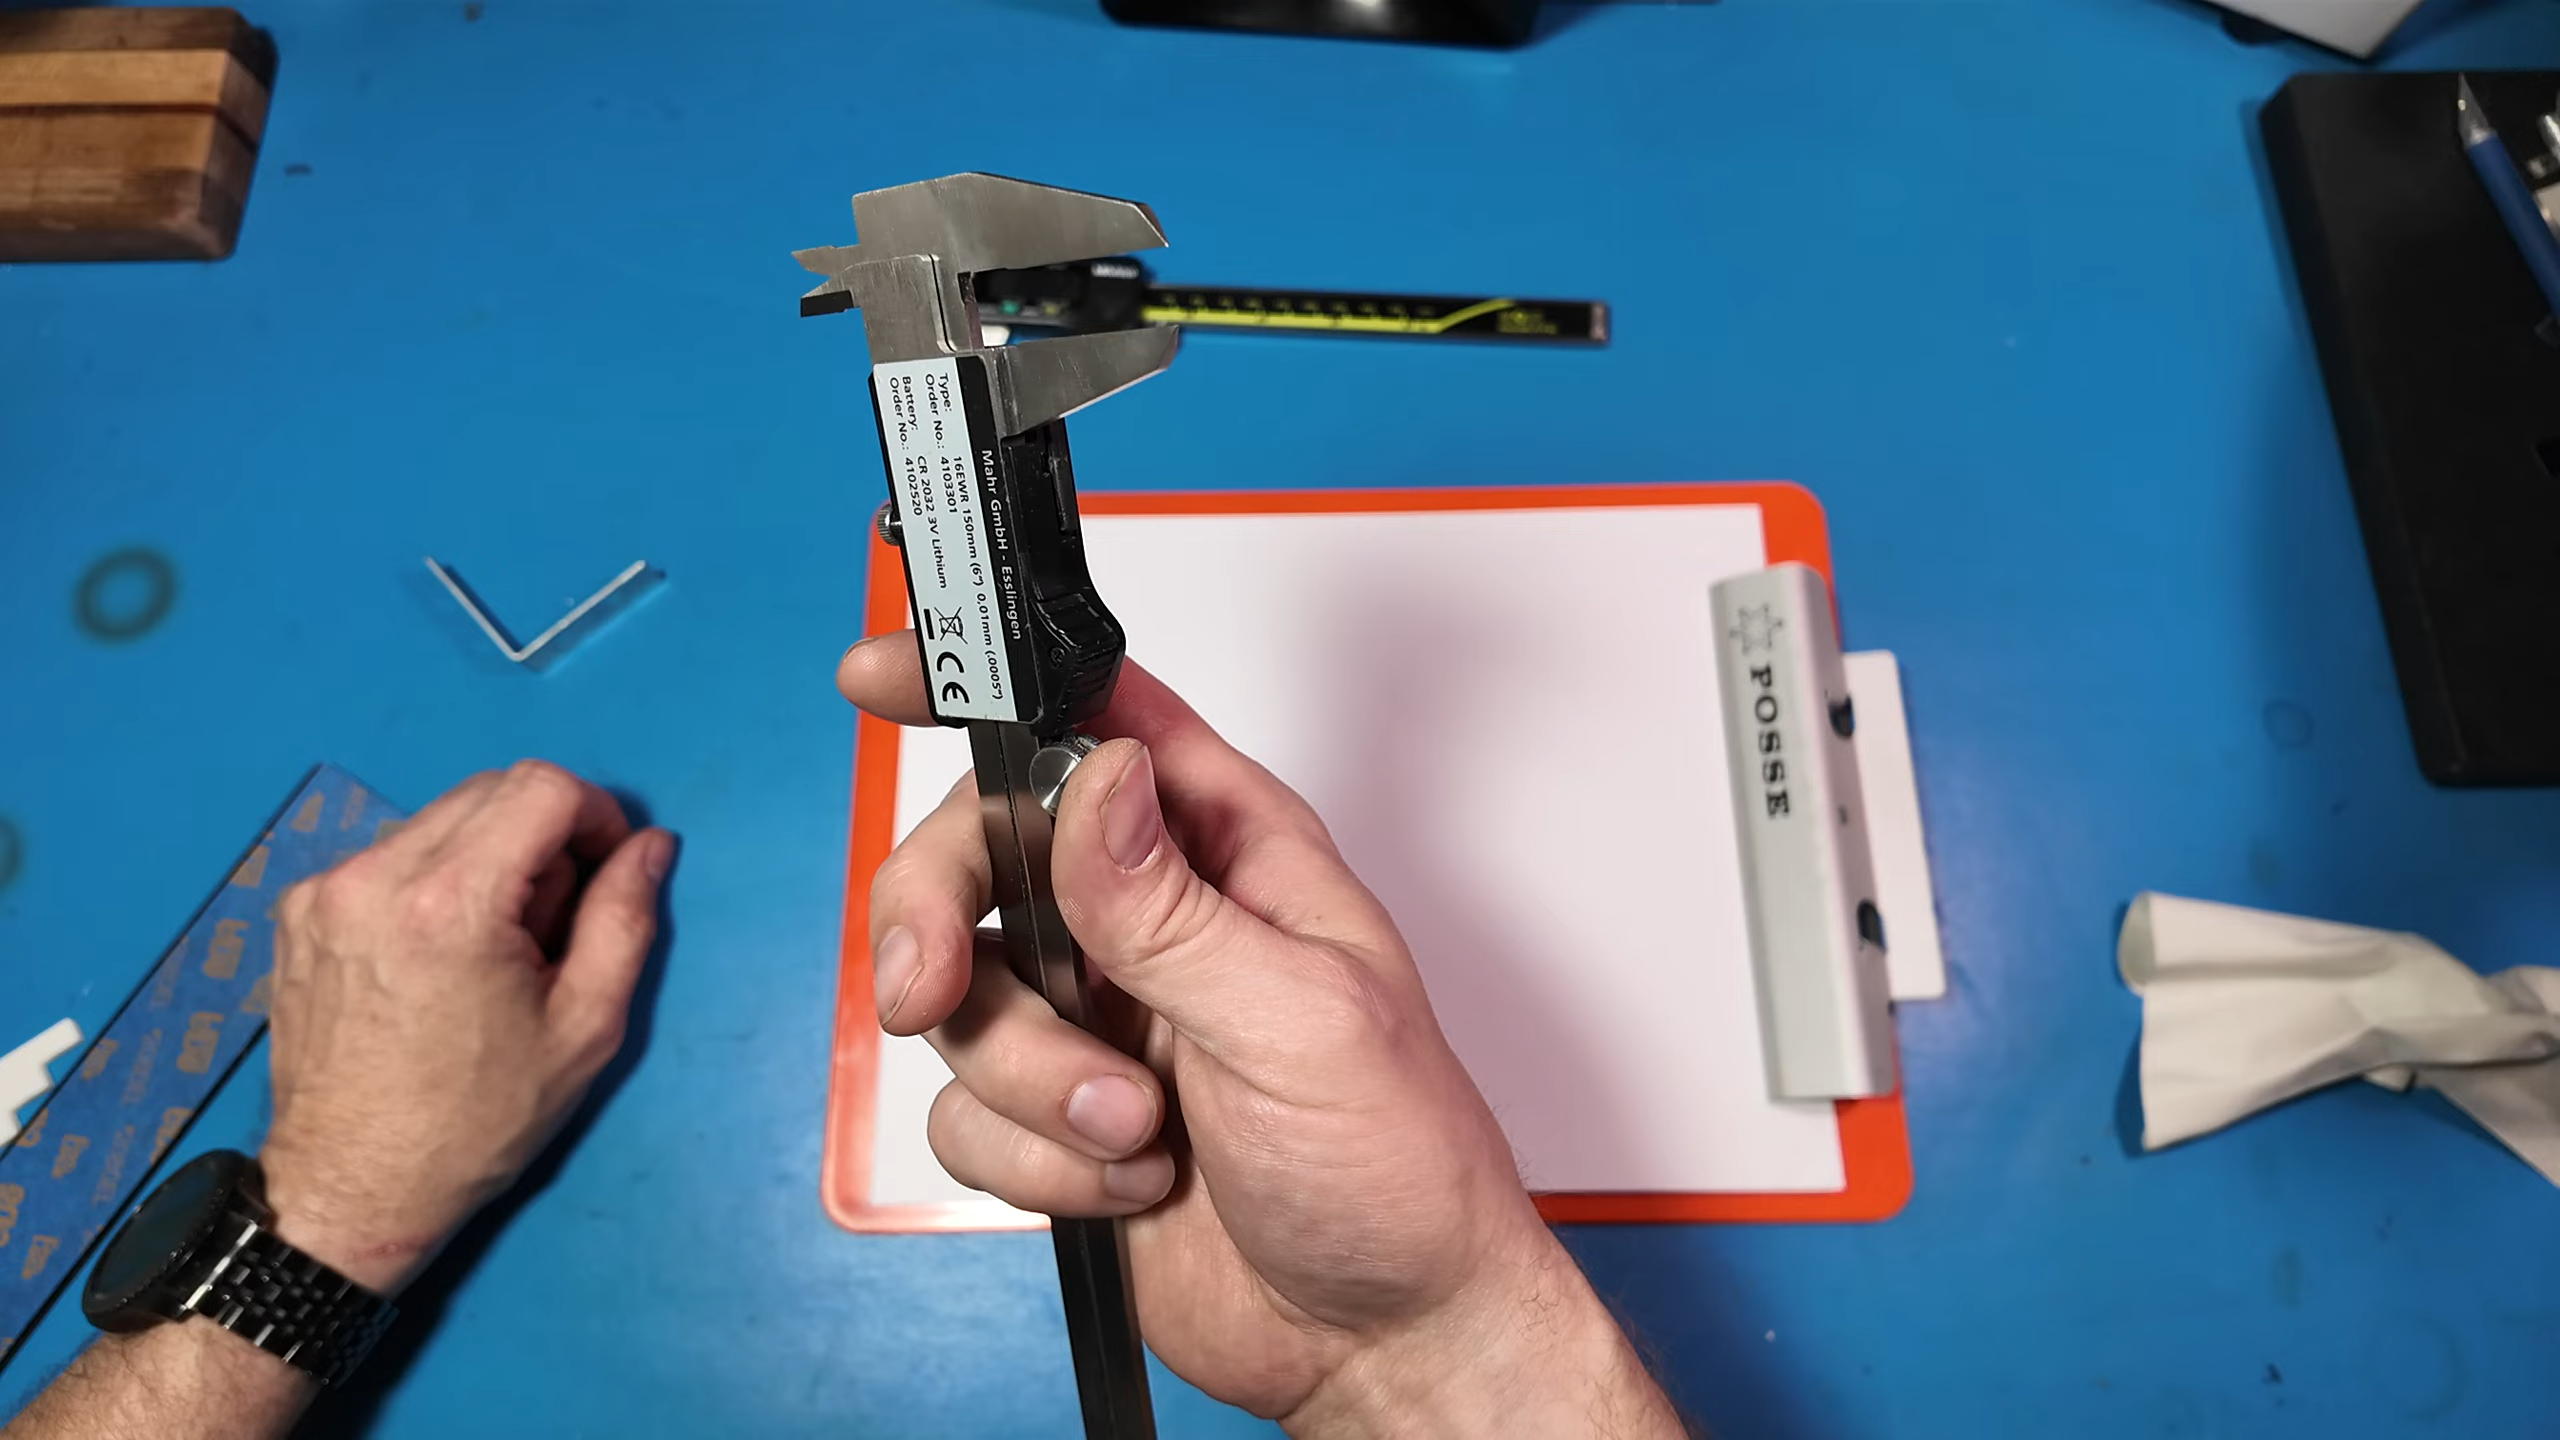 Mahr GmbH - Esslingen
Type: 16EWR 150mm (6") 0,01mm (.0005")
Order No.: 4103301
Battery: CR 2032 3V Lithium
Order No.: 4102520
CE
POSSE